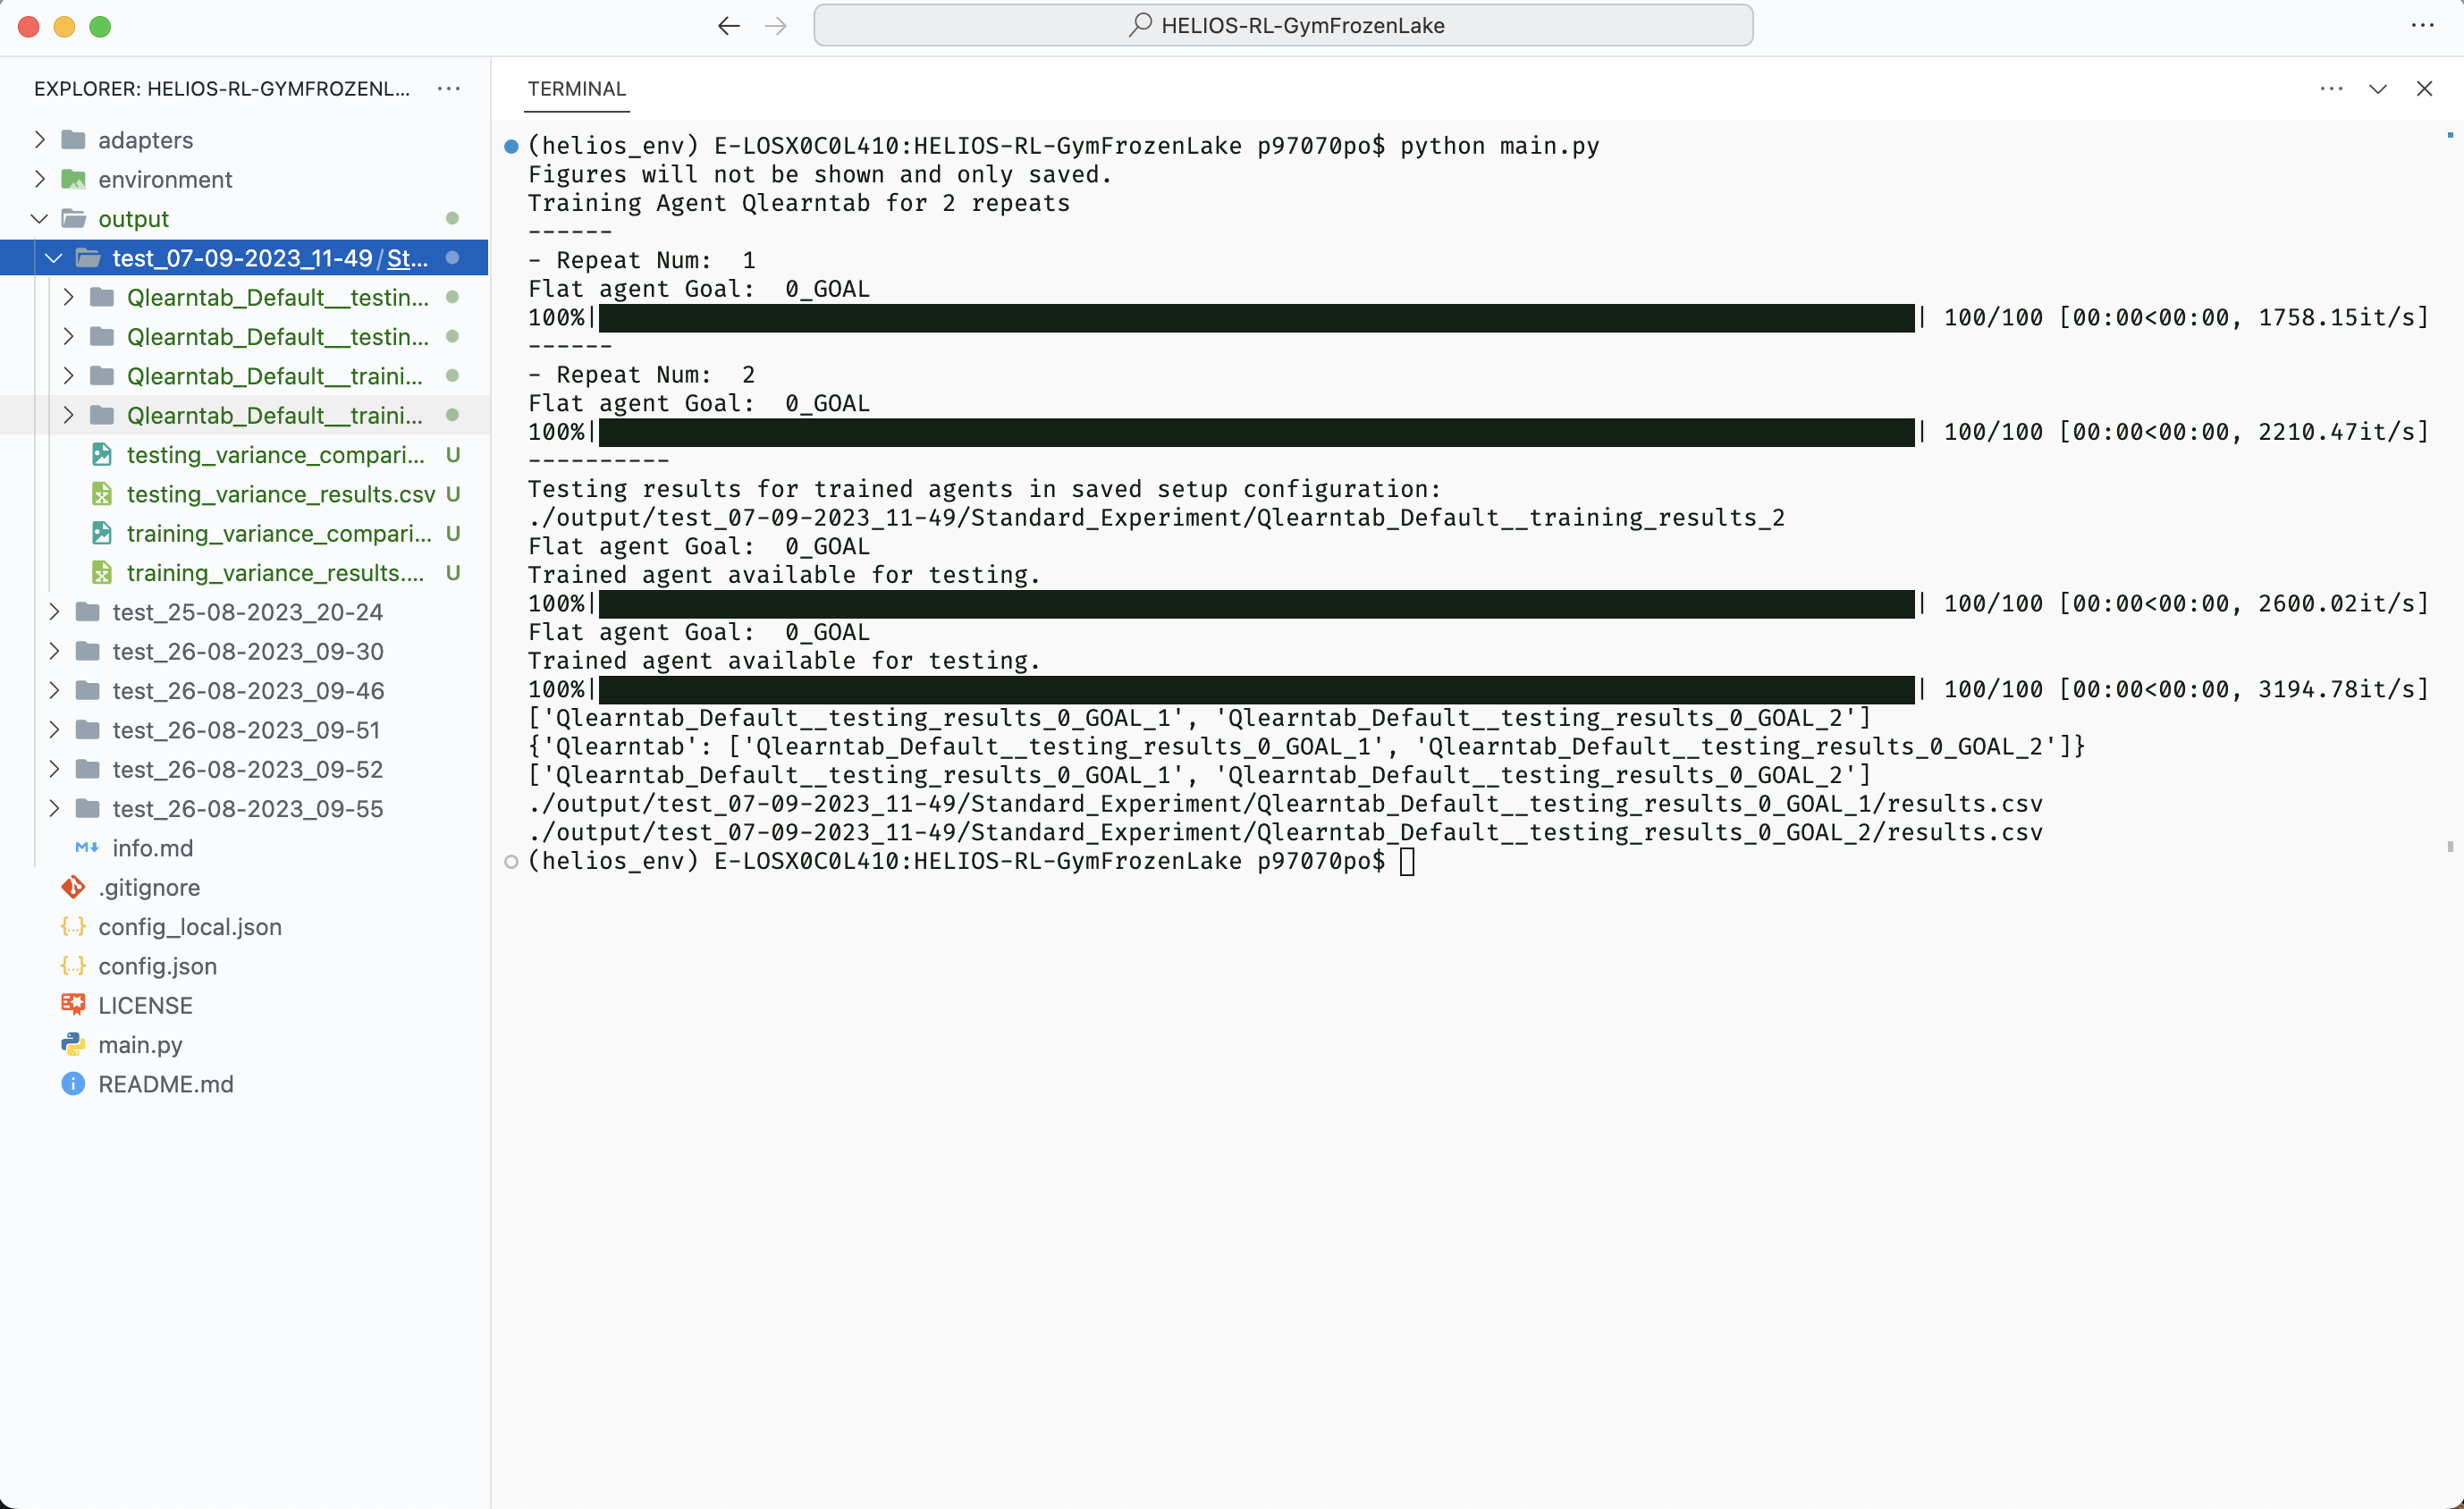 HELIOS-RL-GymFrozenLake
EXPLORER: HELIOS-RL-GYMFROZENL...
adapters
environment
output
test_07-09-2023_11-49/St...
Qlearntab_Default__testin...
Qlearntab_Default__testin...
Qlearntab_Default__traini...
Qlearntab_Default__traini...
testing_variance_compari... U
testing_variance_results.csv U
training_variance_compari... U
training_variance_results.... U
test_25-08-2023_20-24
test_26-08-2023_09-30
test_26-08-2023_09-46
test_26-08-2023_09-51
test_26-08-2023_09-52
test_26-08-2023_09-55
info.md
.gitignore
config_local.json
config.json
LICENSE
main.py
README.md
TERMINAL
(helios_env) E-LOSX0C0L410:HELIOS-RL-GymFrozenLake p97070po$ python main.py
Figures will not be shown and only saved.
Training Agent Qlearntab for 2 repeats
------
- Repeat Num:  1
Flat agent Goal:  0_GOAL
100%| | 100/100 [00:00<00:00, 1758.15it/s]
------
- Repeat Num:  2
Flat agent Goal:  0_GOAL
100%| | 100/100 [00:00<00:00, 2210.47it/s]
----------
Testing results for trained agents in saved setup configuration:
./output/test_07-09-2023_11-49/Standard_Experiment/Qlearntab_Default__training_results_2
Flat agent Goal:  0_GOAL
Trained agent available for testing.
100%| | 100/100 [00:00<00:00, 2600.02it/s]
Flat agent Goal:  0_GOAL
Trained agent available for testing.
100%| | 100/100 [00:00<00:00, 3194.78it/s]
['Qlearntab_Default__testing_results_0_GOAL_1', 'Qlearntab_Default__testing_results_0_GOAL_2']
{'Qlearntab': ['Qlearntab_Default__testing_results_0_GOAL_1', 'Qlearntab_Default__testing_results_0_GOAL_2']}
['Qlearntab_Default__testing_results_0_GOAL_1', 'Qlearntab_Default__testing_results_0_GOAL_2']
./output/test_07-09-2023_11-49/Standard_Experiment/Qlearntab_Default__testing_results_0_GOAL_1/results.csv
./output/test_07-09-2023_11-49/Standard_Experiment/Qlearntab_Default__testing_results_0_GOAL_2/results.csv
(helios_env) E-LOSX0C0L410:HELIOS-RL-GymFrozenLake p97070po$